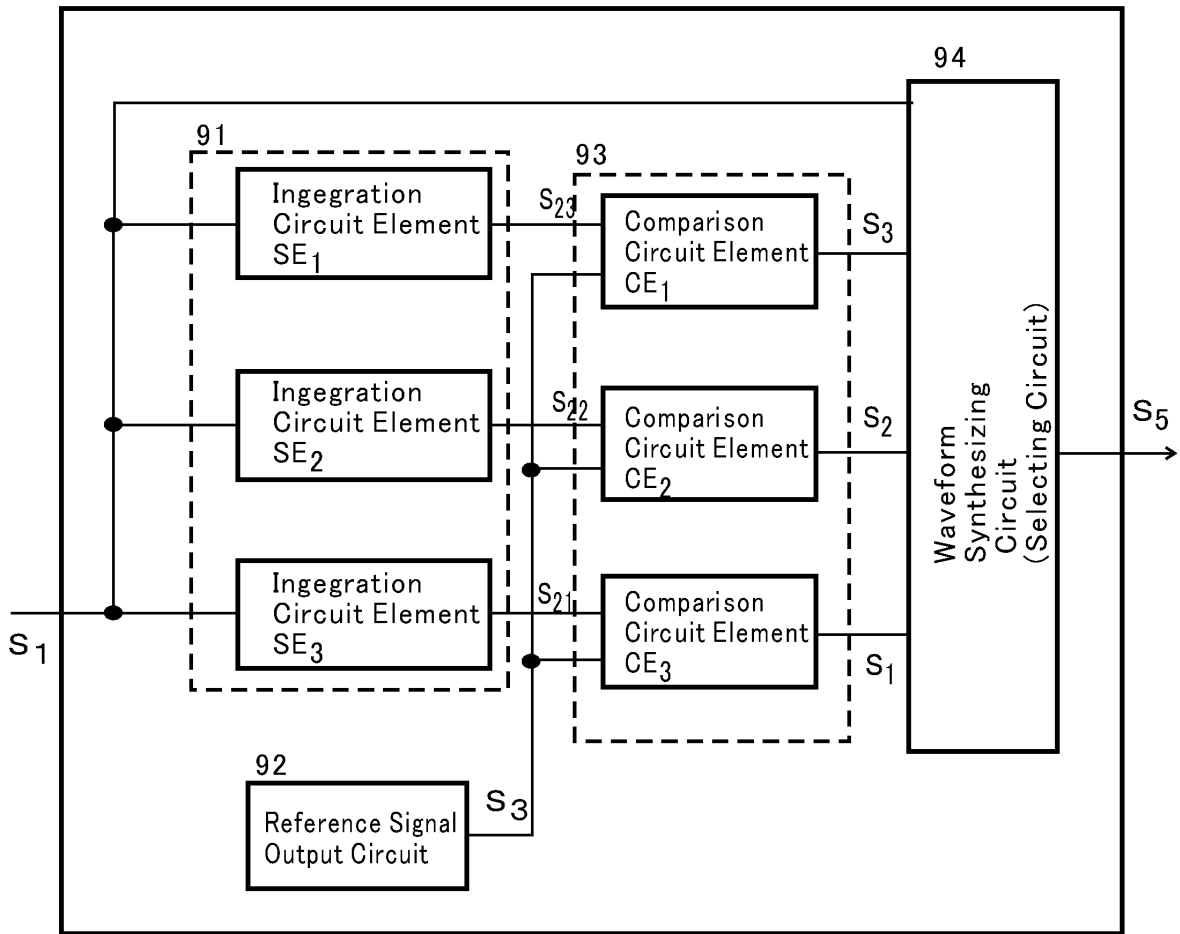 94
91
93
Ingegration
Circuit Element
SE1
S23
Comparison
Circuit Element
CE1
S3
Ingegration
Circuit Element
SE2
S22
Comparison
Circuit Element
CE2
S2
Waveform
Synthesizing
Circuit
(Selecting Circuit)
S5
Ingegration
Circuit Element
SE3
S21
Comparison
Circuit Element
CE3
S1
S1
92
Reference Signal
Output Circuit
S3